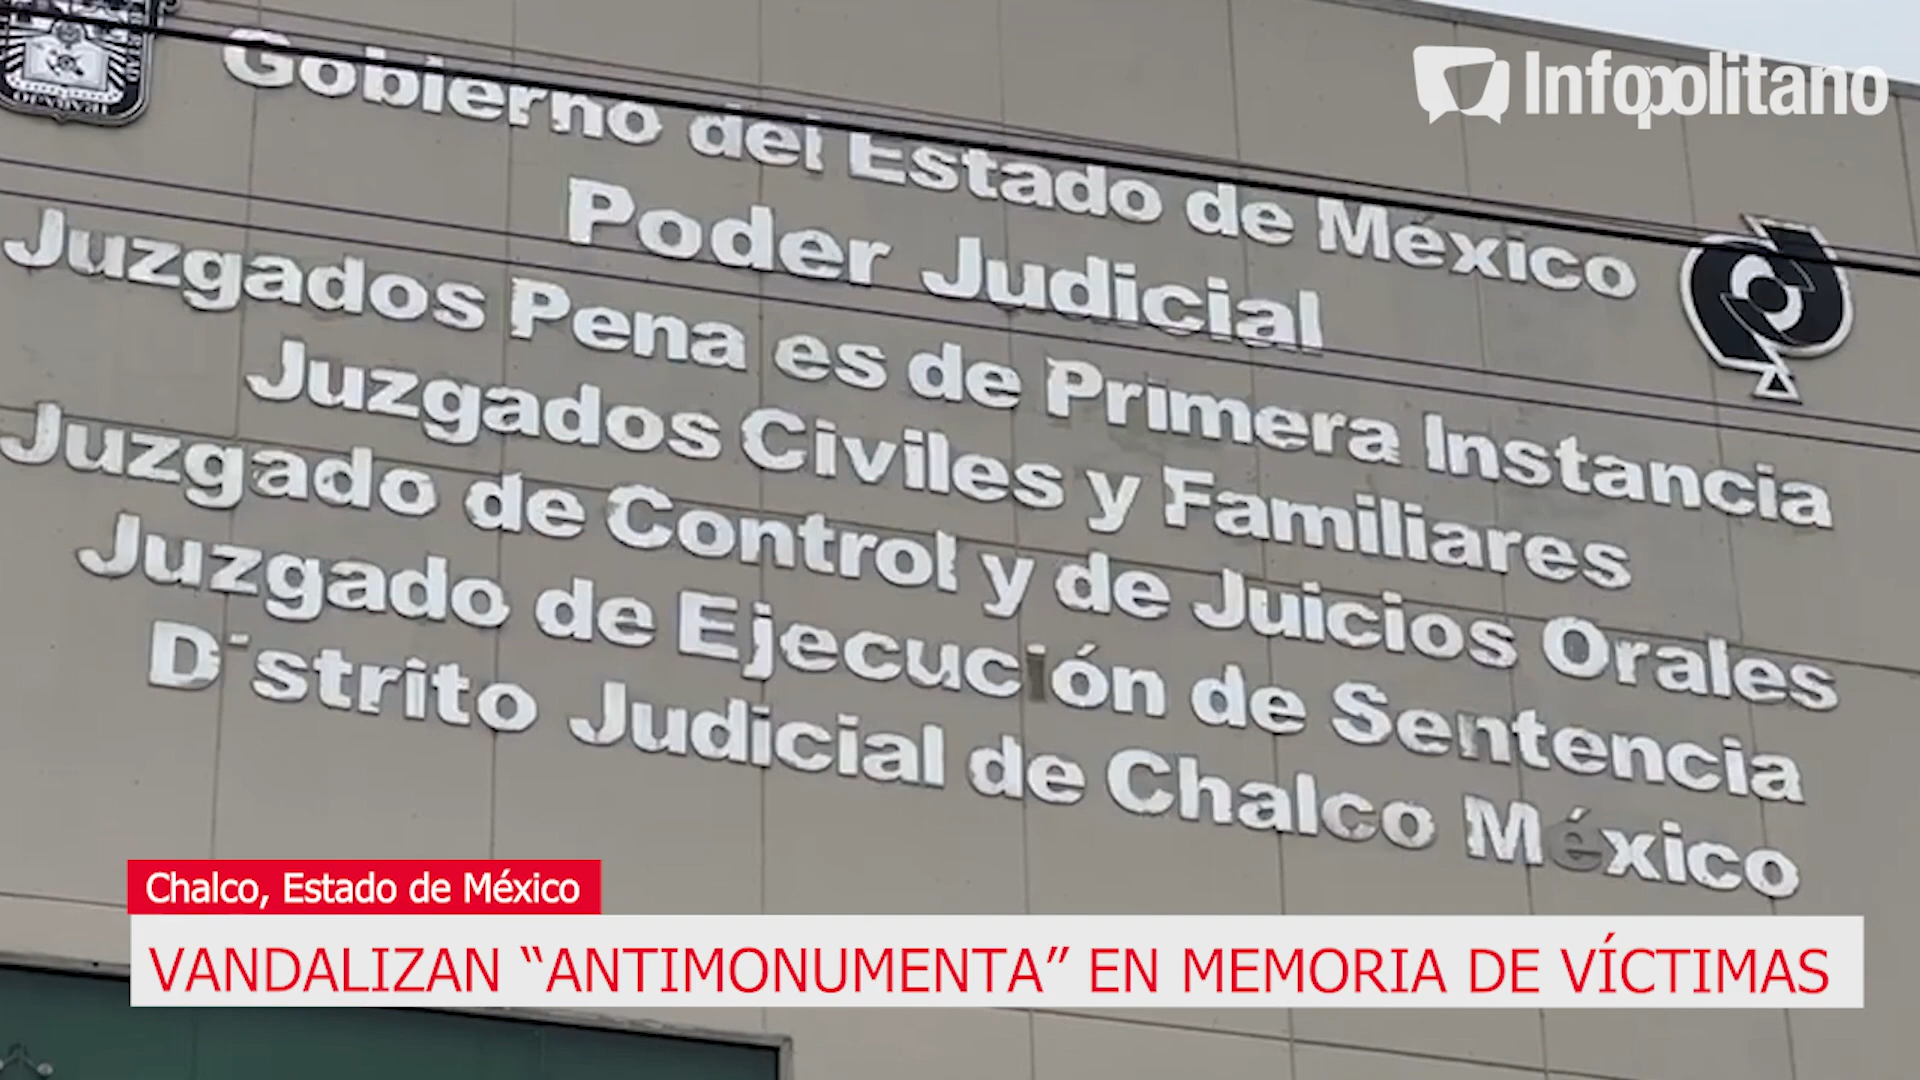 Infopolitano
Gobierno del Estado de México
Poder Judicial
Juzgados Pena es de Primera Instancia
Juzgados Civiles y Familiares
Juzgado de Control y de Juicios Orales
Juzgado de Ejecución de Sentencia
Distrito Judicial de Chalco México
Chalco, Estado de México
VANDALIZAN “ANTIMONUMENTA” EN MEMORIA DE VÍCTIMAS